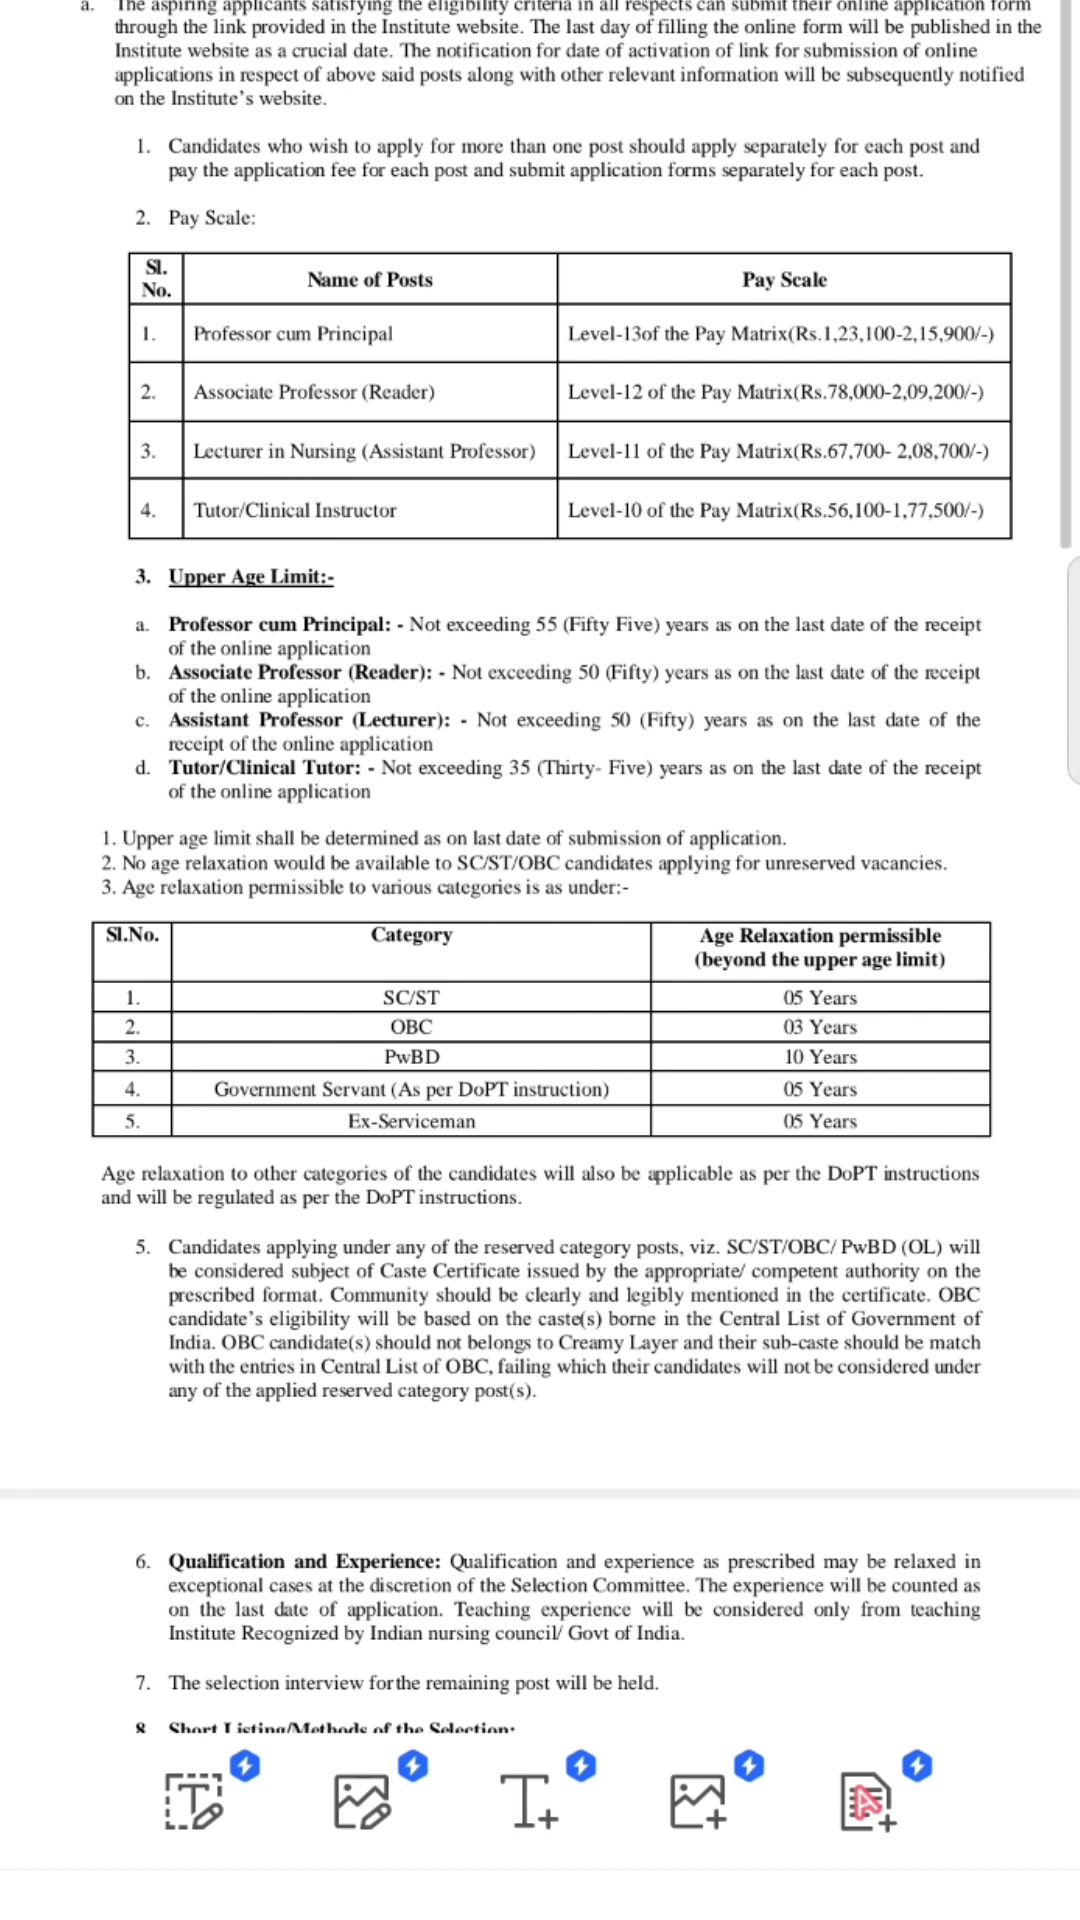 a. The aspiring applicants satisfying the eligibility criteria in all respects can submit their online application form
through the link provided in the Institute website. The last day of filling the online form will be published in the
Institute website as a crucial date. The notification for date of activation of link for submission of online
applications in respect of above said posts along with other relevant information will be subsequently notified
on the Institute's website.
1. Candidates who wish to apply for more than one post should apply separately for each post and
pay the application fee for each post and submit application forms separately for each post.
2. Pay Scale:
Sl. No. Name of Posts Pay Scale
1. Professor cum Principal Level-13of the Pay Matrix(Rs.1,23,100-2,15,900/-)
2. Associate Professor (Reader) Level-12 of the Pay Matrix(Rs.78,000-2,09,200/-)
3. Lecturer in Nursing (Assistant Professor) Level-11 of the Pay Matrix(Rs.67,700- 2,08,700/-)
4. Tutor/Clinical Instructor Level-10 of the Pay Matrix(Rs.56,100-1,77,500/-)
3. Upper Age Limit:-
a. Professor cum Principal: - Not exceeding 55 (Fifty Five) years as on the last date of the receipt
of the online application
b. Associate Professor (Reader): - Not exceeding 50 (Fifty) years as on the last date of the receipt
of the online application
c. Assistant Professor (Lecturer): - Not exceeding 50 (Fifty) years as on the last date of the
receipt of the online application
d. Tutor/Clinical Tutor: - Not exceeding 35 (Thirty- Five) years as on the last date of the receipt
of the online application
1. Upper age limit shall be determined as on last date of submission of application.
2. No age relaxation would be available to SC/ST/OBC candidates applying for unreserved vacancies.
3. Age relaxation permissible to various categories is as under:-
Sl.No. Category Age Relaxation permissible
(beyond the upper age limit)
1. SC/ST 05 Years
2. OBC 03 Years
3. PwBD 10 Years
4. Government Servant (As per DoPT instruction) 05 Years
5. Ex-Serviceman 05 Years
Age relaxation to other categories of the candidates will also be applicable as per the DoPT instructions
and will be regulated as per the DoPT instructions.
5. Candidates applying under any of the reserved category posts, viz. SC/ST/OBC/ PwBD (OL) will
be considered subject of Caste Certificate issued by the appropriate/ competent authority on the
prescribed format. Community should be clearly and legibly mentioned in the certificate. OBC
candidate's eligibility will be based on the caste(s) borne in the Central List of Government of
India. OBC candidate(s) should not belongs to Creamy Layer and their sub-caste should be match
with the entries in Central List of OBC, failing which their candidates will not be considered under
any of the applied reserved category post(s).
6. Qualification and Experience: Qualification and experience as prescribed may be relaxed in
exceptional cases at the discretion of the Selection Committee. The experience will be counted as
on the last date of application. Teaching experience will be considered only from teaching
Institute Recognized by Indian nursing council/ Govt of India.
7. The selection interview for the remaining post will be held.
8 Short Listing/Methods of the Selection: